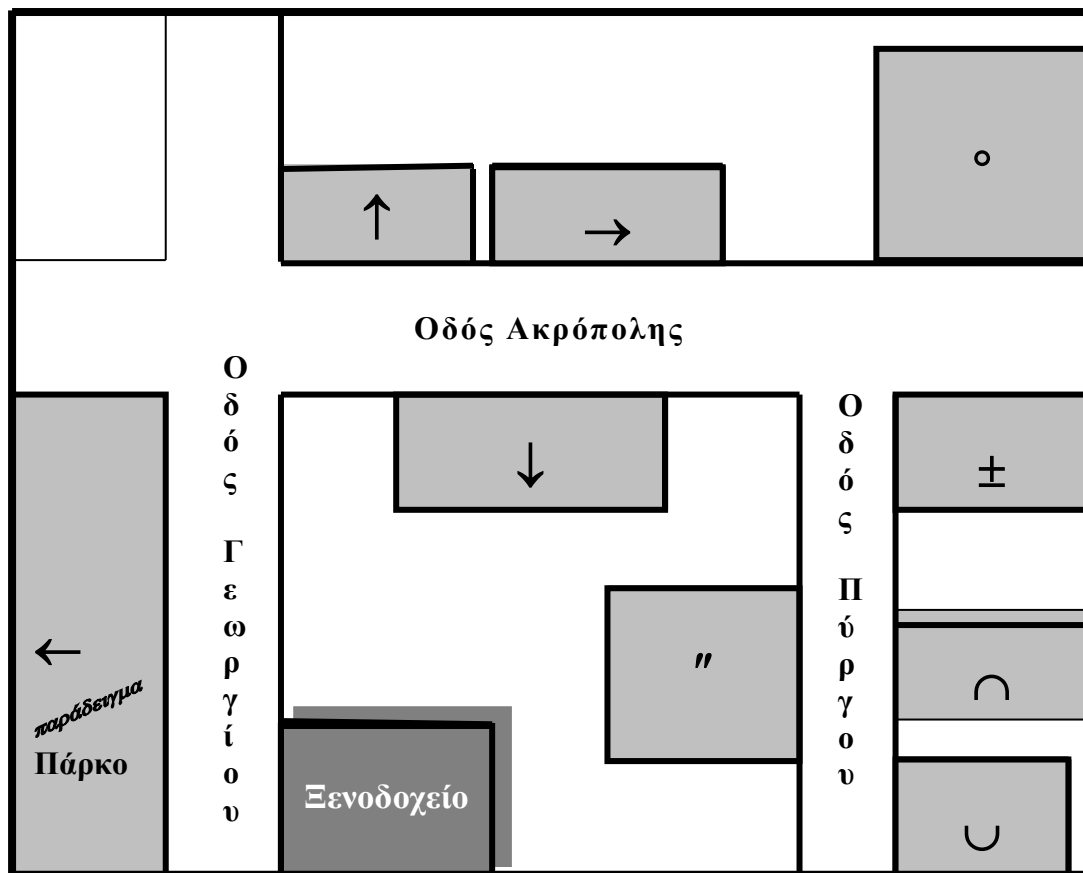 ↑
→
°
Οδός Ακρόπολης
Οδός Γεωργίου
↓
Οδός Πύργου
±
←
παράδειγμα
Πάρκο
″
∩
Ξενοδοχείο
∪